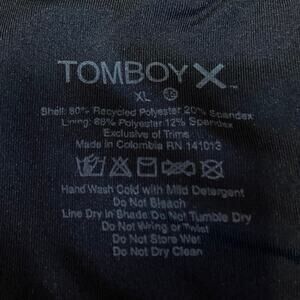 TOMBOYX™
XL
Shell: 80% Recycled Polyester 20% Spandex
Lining: 88% Polyester 12% Spandex
Exclusive of Trims
Made in Colombia RN 141013
Hand Wash Cold with Mild Detergent
Do Not Bleach
Line Dry in Shade Do Not Tumble Dry
Do Not Wring or Twist
Do Not Store Wet
Do Not Dry Clean